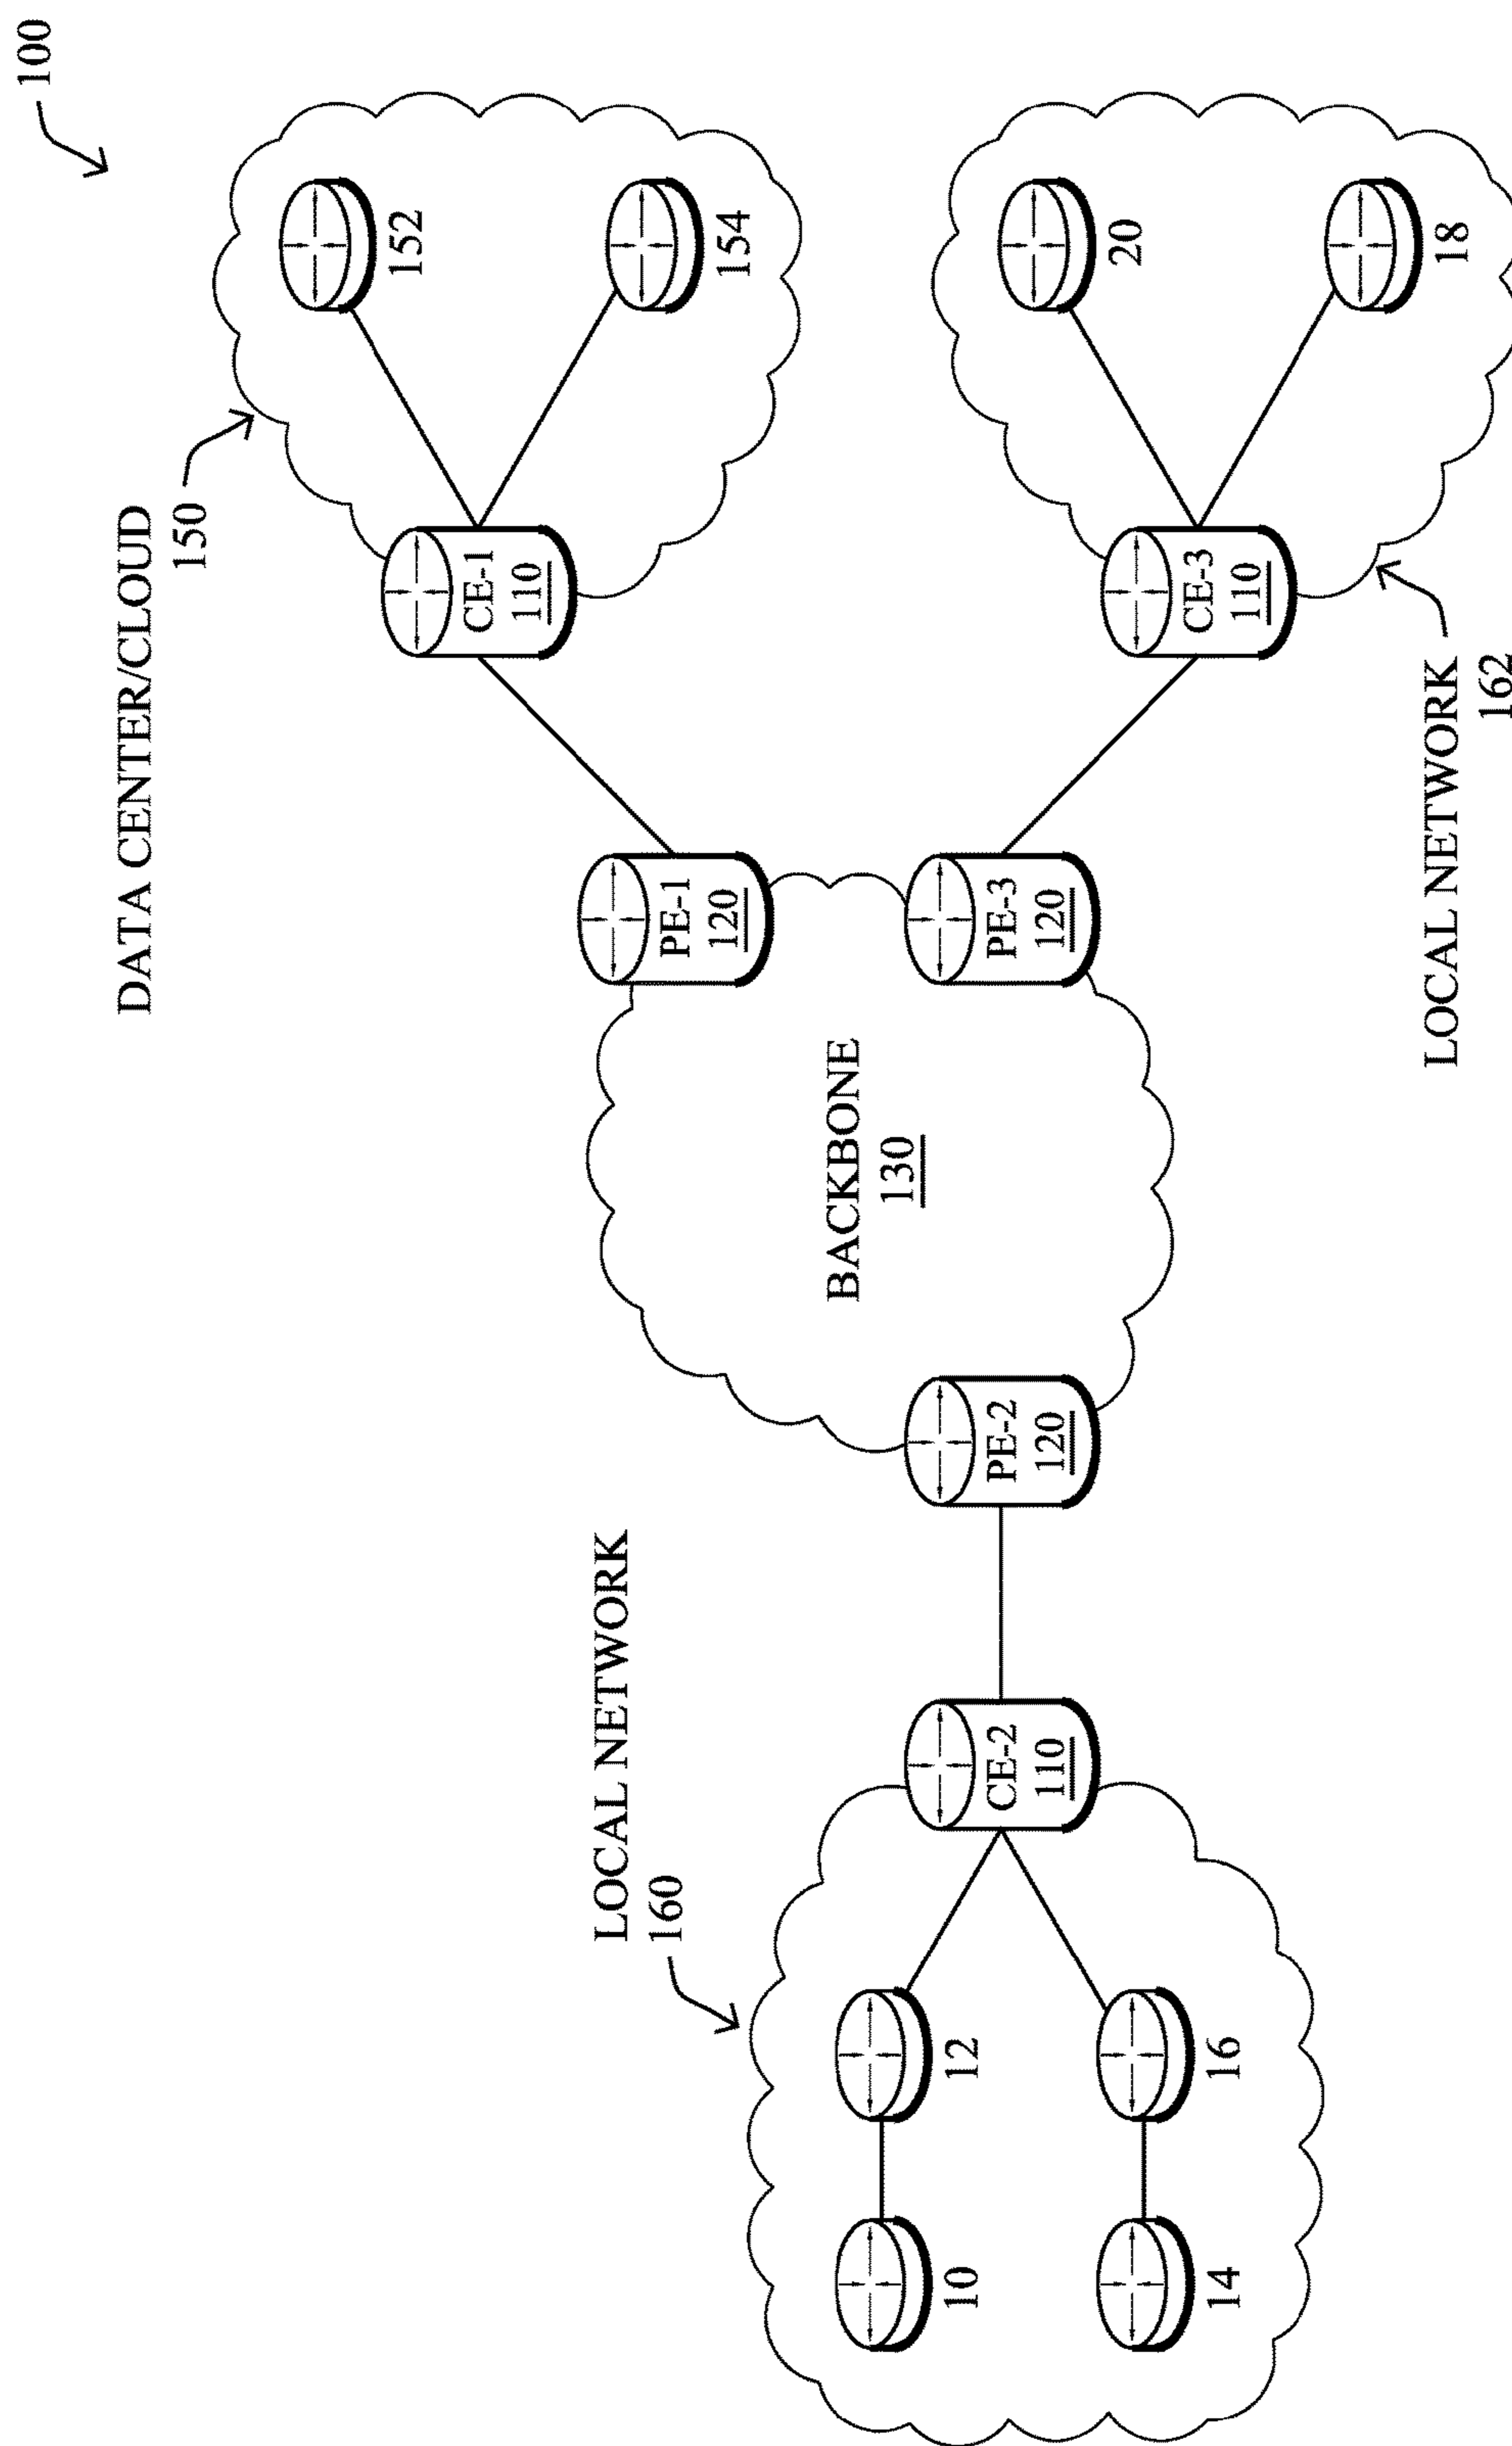 100
DATA CENTER/CLOUD
150
152
154
CE-1
110
PE-1
120
LOCAL NETWORK
160
BACKBONE
130
10
12
14
16
CE-2
110
PE-2
120
PE-3
120
CE-3
110
20
18
LOCAL NETWORK
162